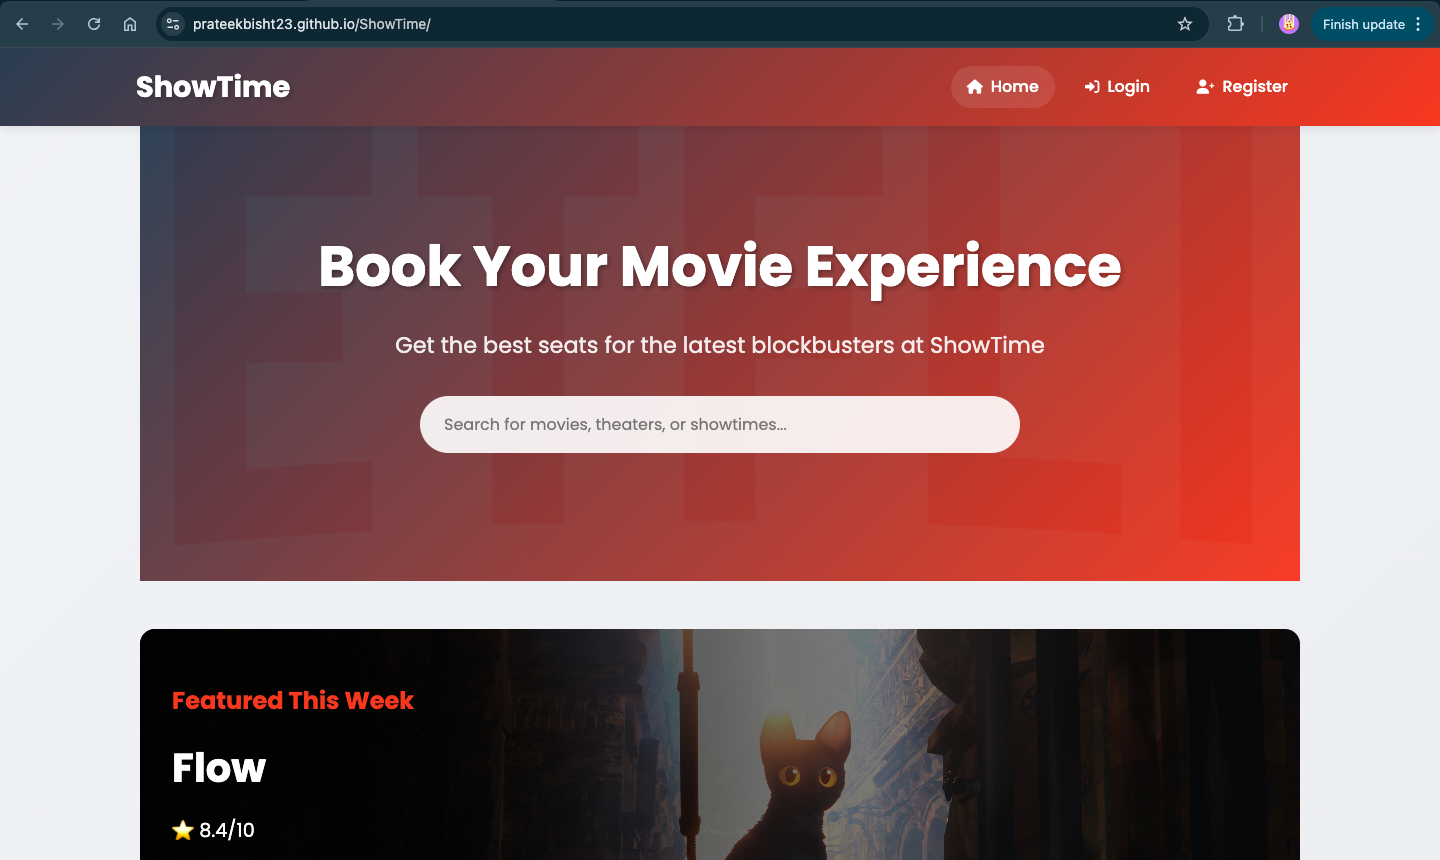 prateekbisht23.github.io/ShowTime/
Finish update
ShowTime
Home
Login
Register
Book Your Movie Experience
Get the best seats for the latest blockbusters at ShowTime
Search for movies, theaters, or showtimes...
Featured This Week
Flow
⭐ 8.4/10